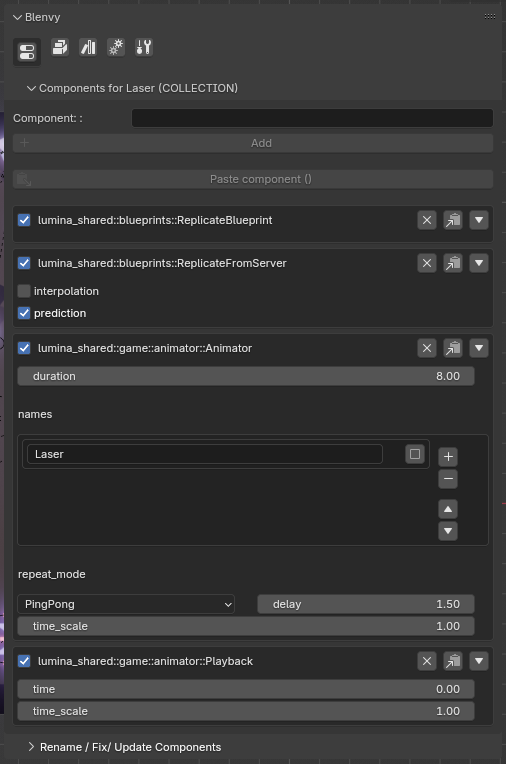 Blenvy
Components for Laser (COLLECTION)
Component: :
Add
Paste component ()
lumina_shared::blueprints::ReplicateBlueprint
lumina_shared::blueprints::ReplicateFromServer
interpolation
prediction
lumina_shared::game::animator::Animator
duration 8.00
names
Laser
repeat_mode
PingPong delay 1.50
time_scale 1.00
lumina_shared::game::animator::Playback
time 0.00
time_scale 1.00
Rename / Fix/ Update Components